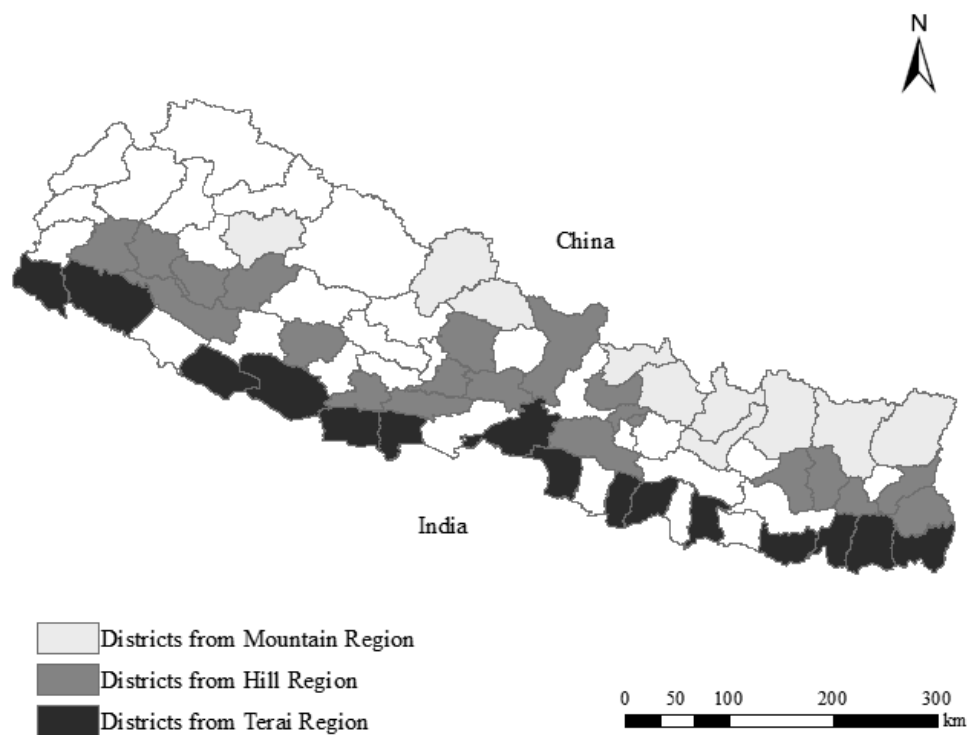 N
China
India
Districts from Mountain Region
Districts from Hill Region
Districts from Terai Region
0 50 100 200 300
km